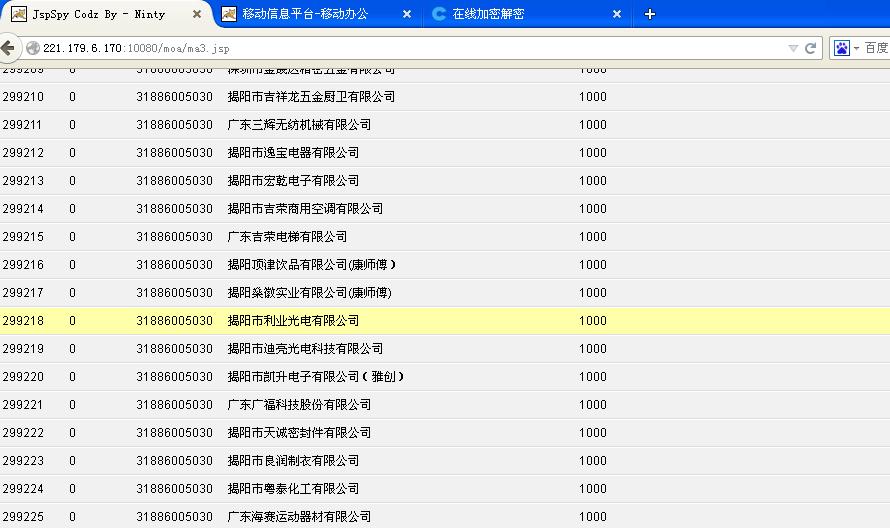 JspSpy Codz By - Ninty 移动信息平台-移动办公 在线加密解密
221.179.6.170:10080/moa/ma3.jsp 百度
299209 0 31886005030 1000
299210 0 31886005030 揭阳市吉祥龙五金厨卫有限公司 1000
299211 0 31886005030 广东三辉无纺机械有限公司 1000
299212 0 31886005030 揭阳市逸宝电器有限公司 1000
299213 0 31886005030 揭阳市宏乾电子有限公司 1000
299214 0 31886005030 揭阳市吉荣商用空调有限公司 1000
299215 0 31886005030 广东吉荣电梯有限公司 1000
299216 0 31886005030 揭阳顶津饮品有限公司(康师傅）
1000
299217 0 31886005030 揭阳燊徽实业有限公司(康师傅) 1000
299218 0 31886005030 揭阳市利业光电有限公司 1000
299219 0 31886005030 揭阳市迪亮光电科技有限公司 1000
299220 0 31886005030 揭阳市凯升电子有限公司（雅创） 1000
299221 0 31886005030 广东广福科技股份有限公司 1000
299222 0 31886005030 揭阳市天诚密封件有限公司 1000
299223 0 31886005030 揭阳市良润制衣有限公司 1000
299224 0 31886005030 揭阳市粤泰化工有限公司 1000
299225 0 31886005030 广东海赛运动器材有限公司 1000